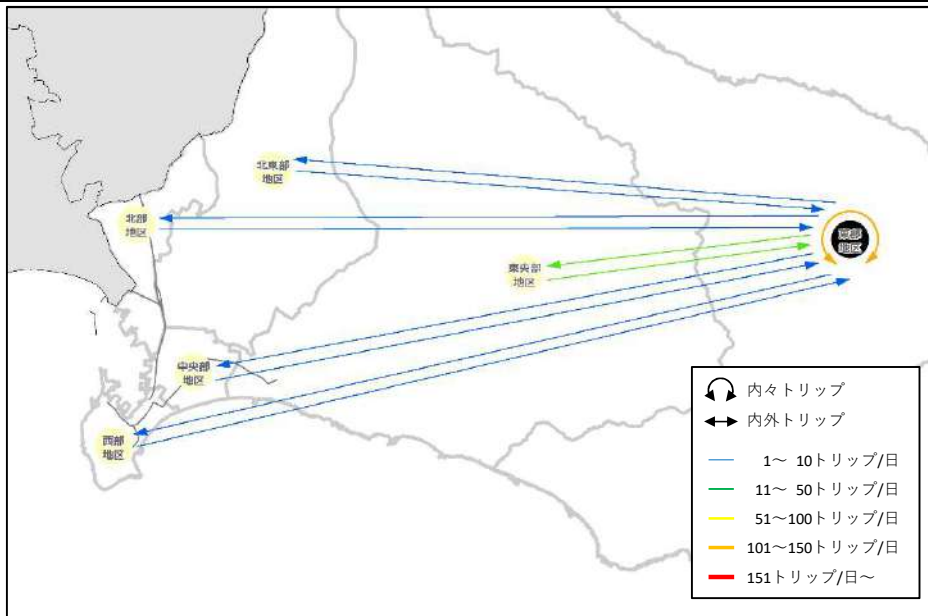 北東部
地区
北部
地区
東部
地区
東央部
地区
中央部
地区
西部
地区
内々トリップ
内外トリップ
1～ 10トリップ/日
11～ 50トリップ/日
51～100トリップ/日
101～150トリップ/日
151トリップ/日～